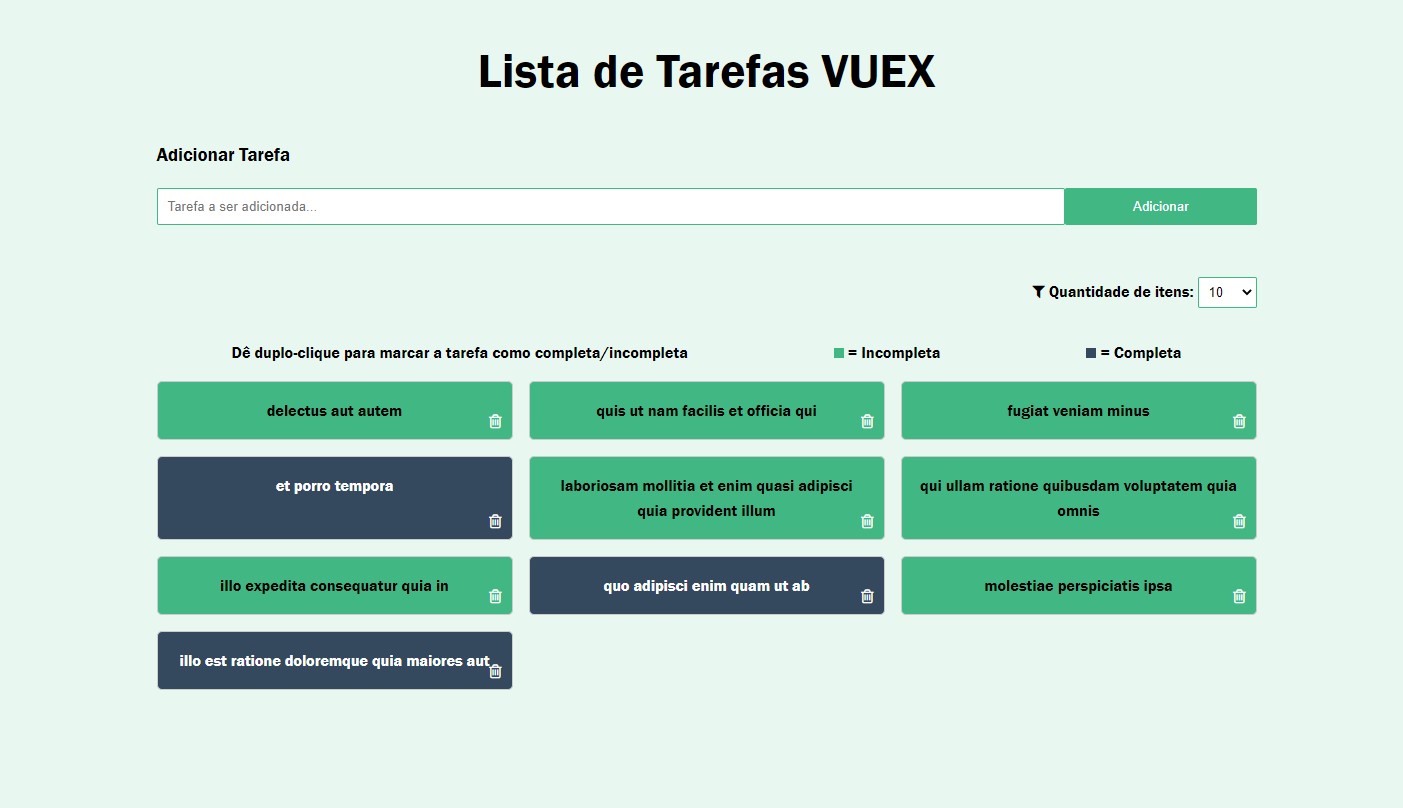 Lista de Tarefas VUEX
Adicionar Tarefa
Tarefa a ser adicionada...
Adicionar
Quantidade de itens: 10
Dê duplo-clique para marcar a tarefa como completa/incompleta
= Incompleta
= Completa
delectus aut autem
quis ut nam facilis et officia qui
fugiat veniam minus
et porro tempora
laboriosam mollitia et enim quasi adipisci
quia provident illum
qui ullam ratione quibusdam voluptatem quia
omnis
illo expedita consequatur quia in
quo adipisci enim quam ut ab
molestiae perspiciatis ipsa
illo est ratione doloremque quia maiores aut